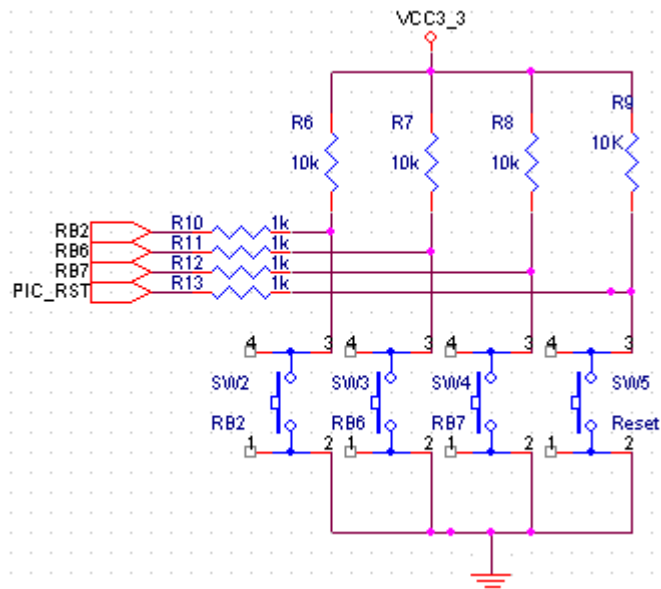 VCC3_3
R6 R7 R8 R9
10k 10k 10k 10K
RB2 R10 1k
RB6 R11 1k
RB7 R12 1k
PIC_RST R13 1k
4 3 4 3 4 3 4 3
SW2 SW3 SW4 SW5
RB2 RB6 RB7 Reset
1 2 1 2 1 2 1 2